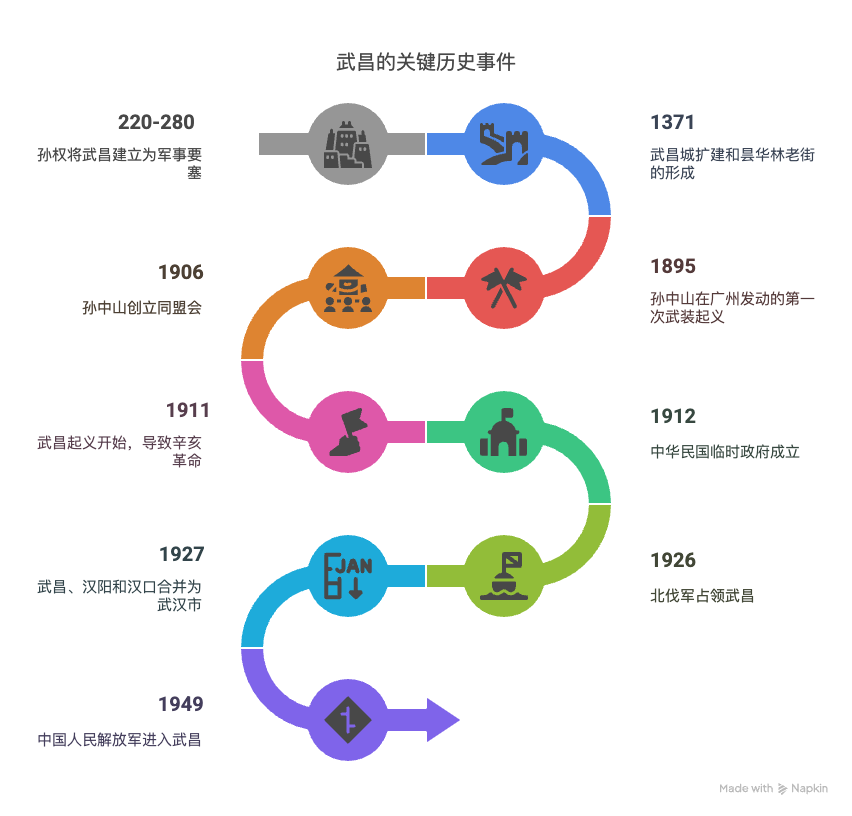 武昌的关键历史事件
220-280
孙权将武昌建立为军事要
塞
1371
武昌城扩建和昙华林老街
的形成
1895
孙中山在广州发动的第一
次武装起义
1906
孙中山创立同盟会
1911
武昌起义开始，导致辛亥
革命
1912
中华民国临时政府成立
1926
北伐军占领武昌
1927
武昌、汉阳和汉口合并为
武汉市
JAN
1949
中国人民解放军进入武昌
Made with Napkin